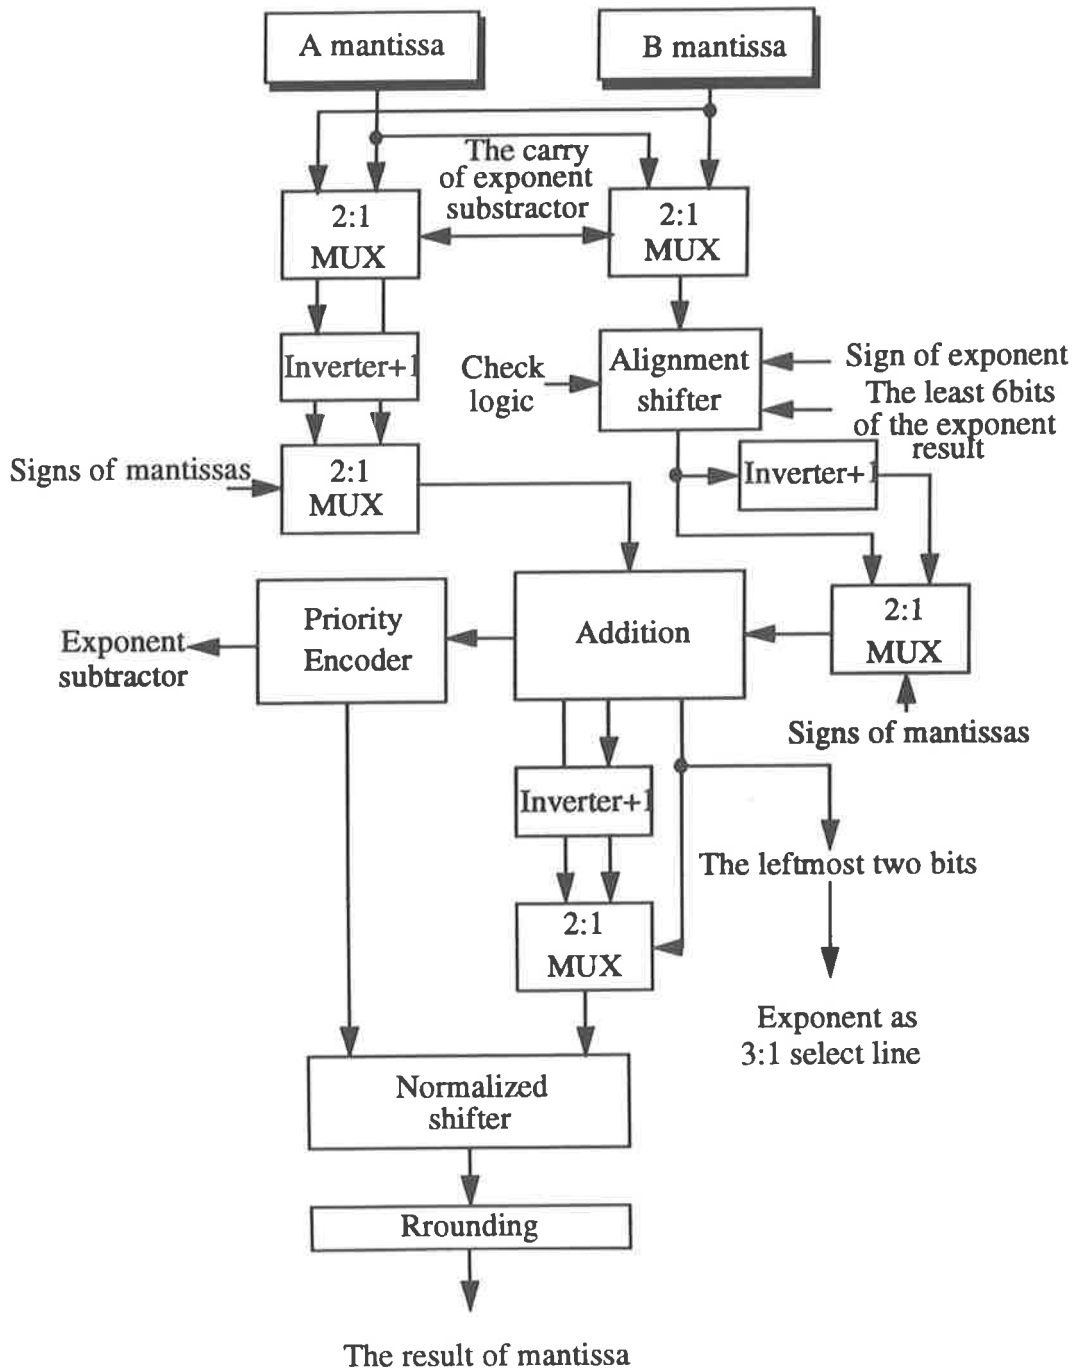 A mantissa
B mantissa
The carry
of exponent
substractor
2:1
MUX
2:1
MUX
Inverter+1
Check
logic
Alignment
shifter
Sign of exponent
The least 6bits
of the exponent
result
Signs of mantissas
2:1
MUX
Inverter+1
Exponent
subtractor
Priority
Encoder
Addition
2:1
MUX
Signs of mantissas
Inverter+1
The leftmost two bits
2:1
MUX
Exponent as
3:1 select line
Normalized
shifter
Rrounding
The result of mantissa